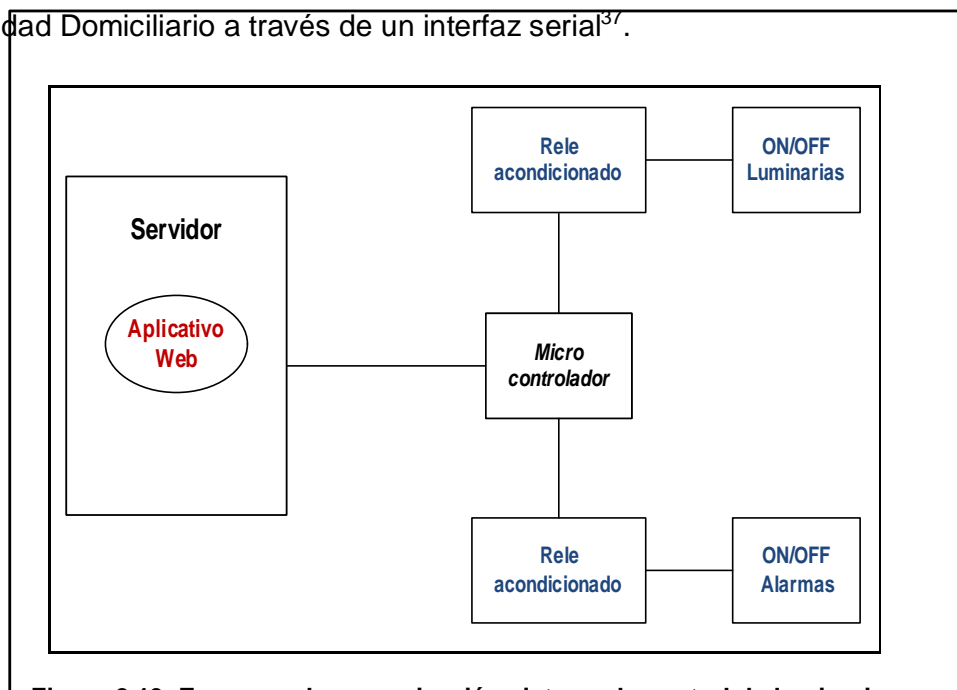 dad Domiciliario a través de un interfaz serial37.
Rele
acondicionado
ON/OFF
Luminarias
Servidor
Aplicativo
Web
Micro
controlador
Rele
acondicionado
ON/OFF
Alarmas